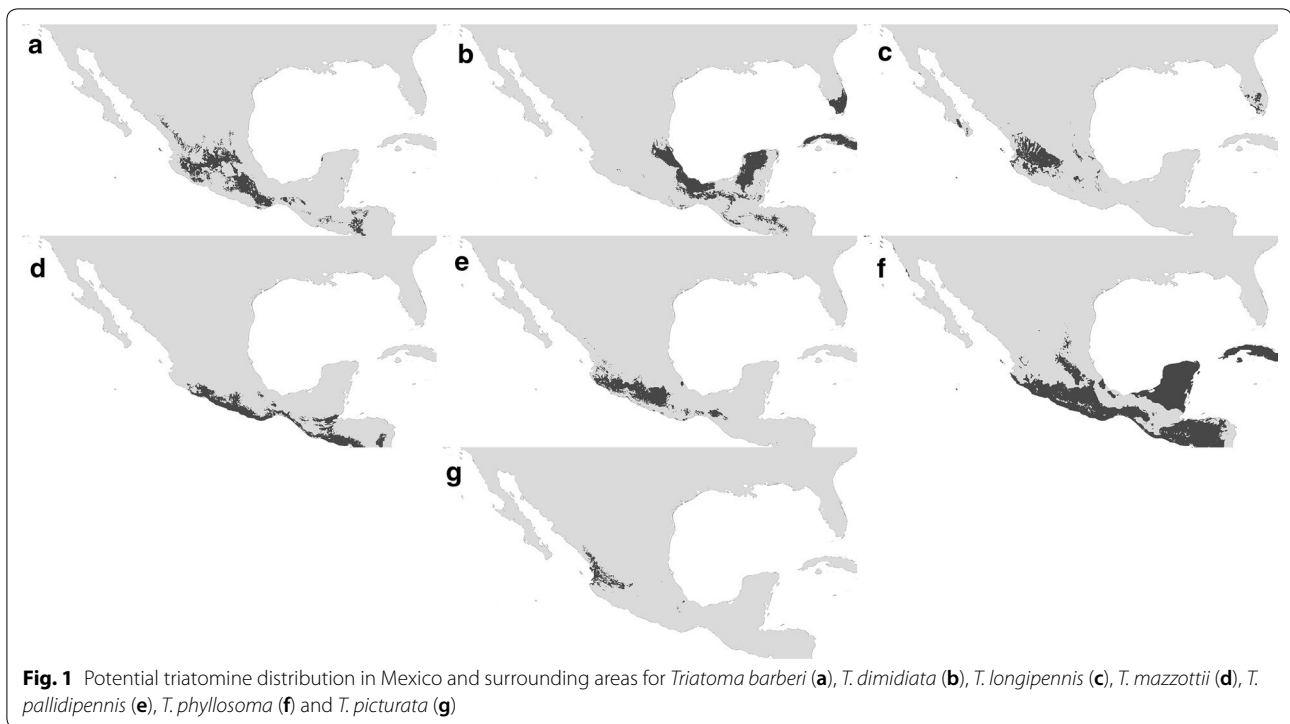 a
b
c
d
e
f
g
Fig. 1 Potential triatomine distribution in Mexico and surrounding areas for Triatoma barberi (a), T. dimidiata (b), T. longipennis (c), T. mazzottii (d), T.
pallidipennis (e), T. phyllosoma (f) and T. picturata (g)